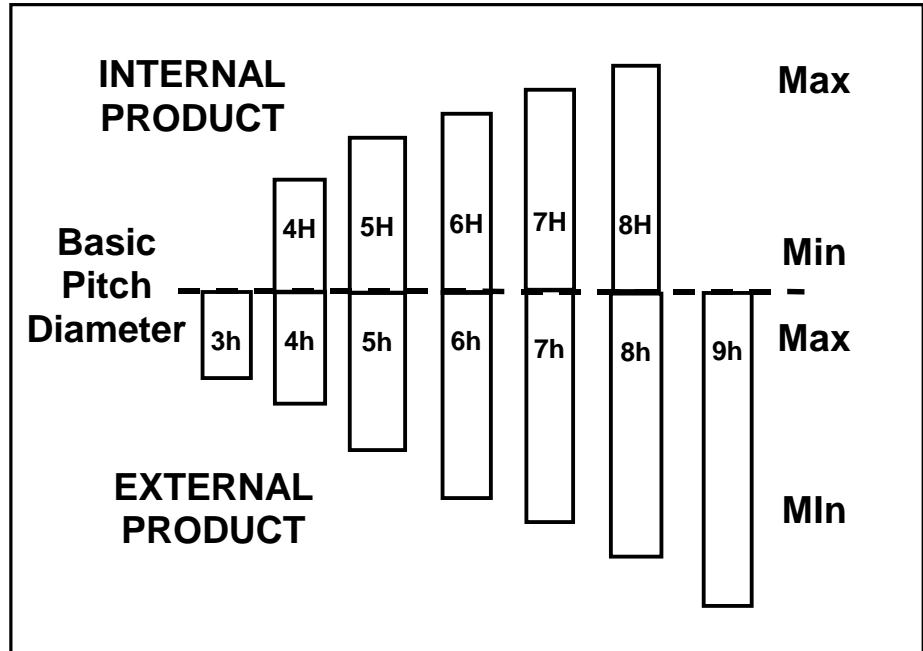 INTERNAL
PRODUCT
Max
4H 5H 6H 7H 8H
Basic
Pitch
Diameter
Min
3h 4h 5h 6h 7h 8h 9h
Max
EXTERNAL
PRODUCT
MIn